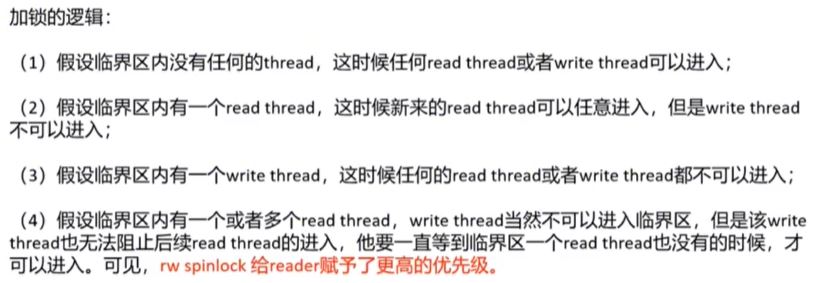 加锁的逻辑：
（1）假设临界区内没有任何的thread，这时候任何read thread或者write thread可以进入；
（2）假设临界区内有一个read thread，这时候新来的read thread可以任意进入，但是write thread
不可以进入；
（3）假设临界区内有一个write thread，这时候任何的read thread或者write thread都不可以进入；
（4）假设临界区内有一个或者多个read thread，write thread当然不可以进入临界区，但是该write
thread也无法阻止后续read thread的进入，他要一直等到临界区一个read thread也没有的时候，才
可以进入。可见，rw spinlock 给reader赋予了更高的优先级。